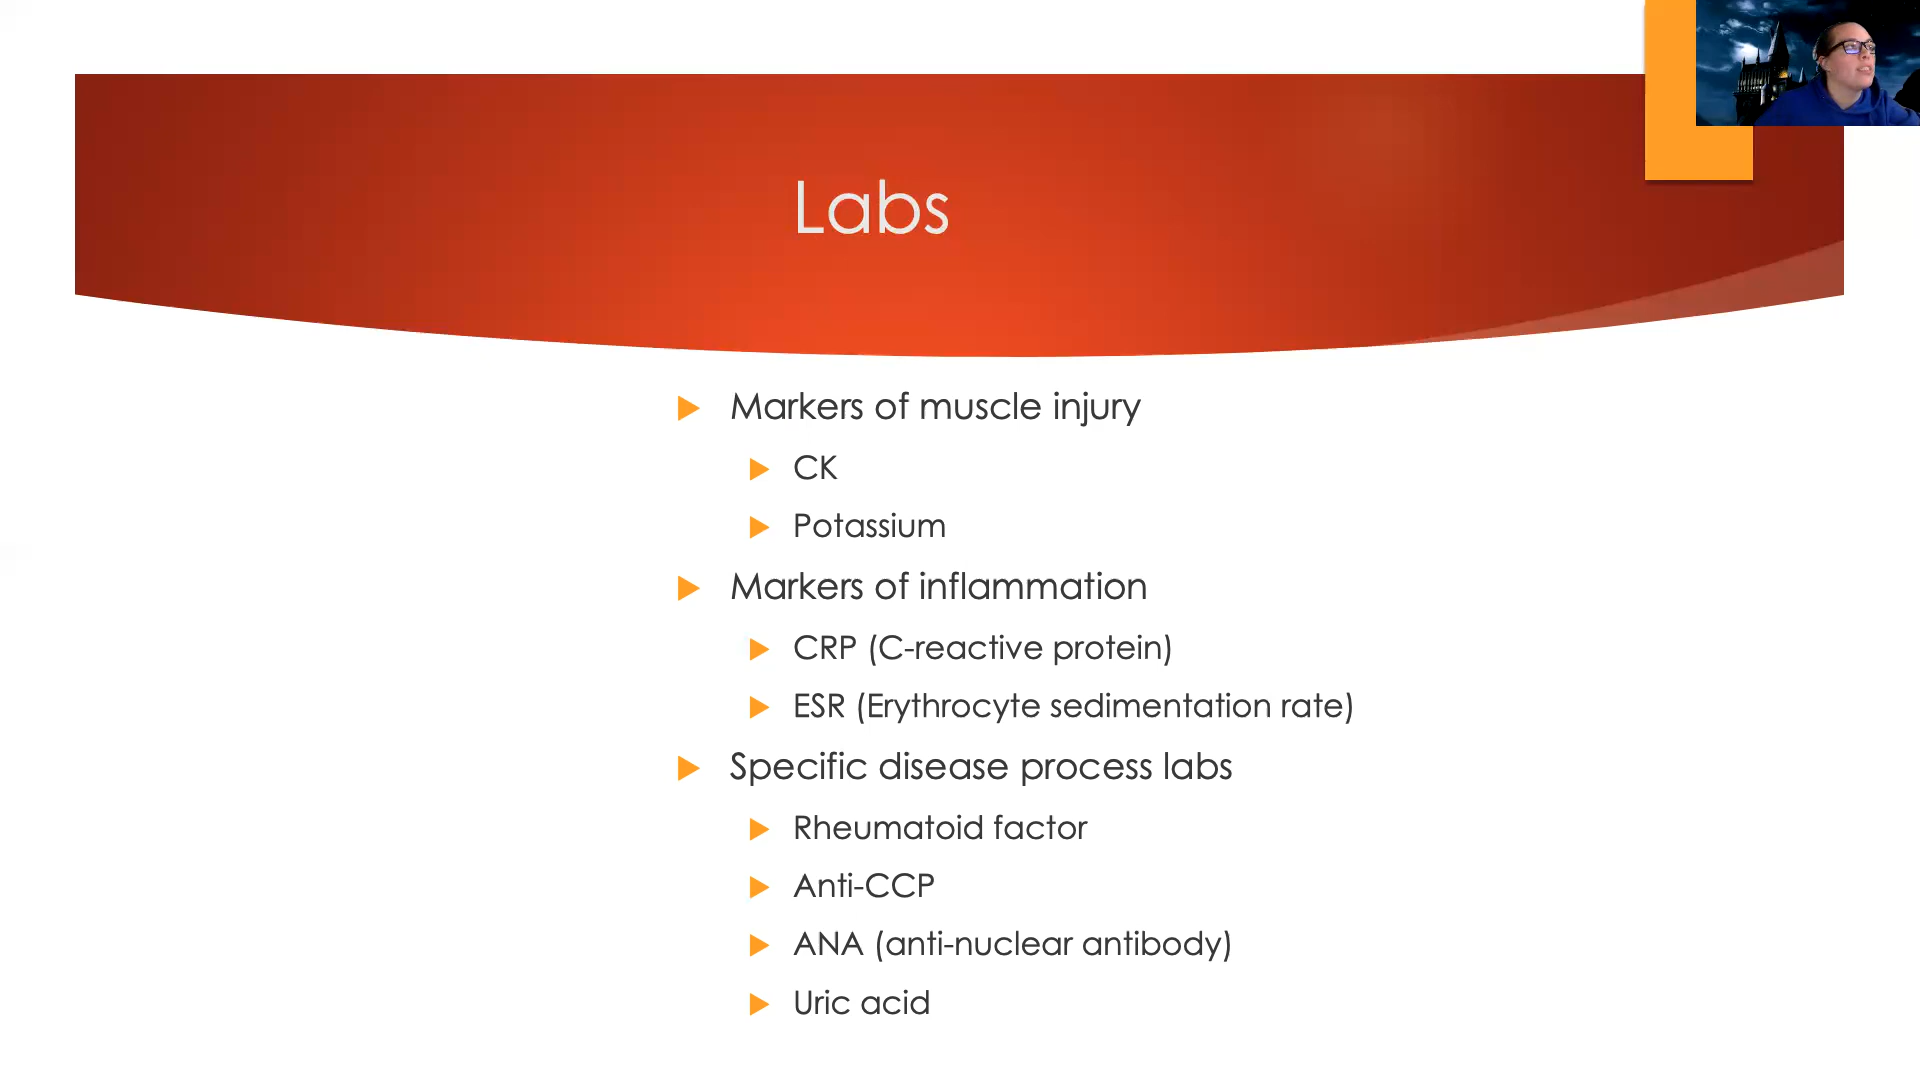 Labs
Markers of muscle injury
CK
Potassium
Markers of inflammation
CRP (C-reactive protein)
ESR (Erythrocyte sedimentation rate)
Specific disease process labs
Rheumatoid factor
Anti-CCP
ANA (anti-nuclear antibody)
Uric acid